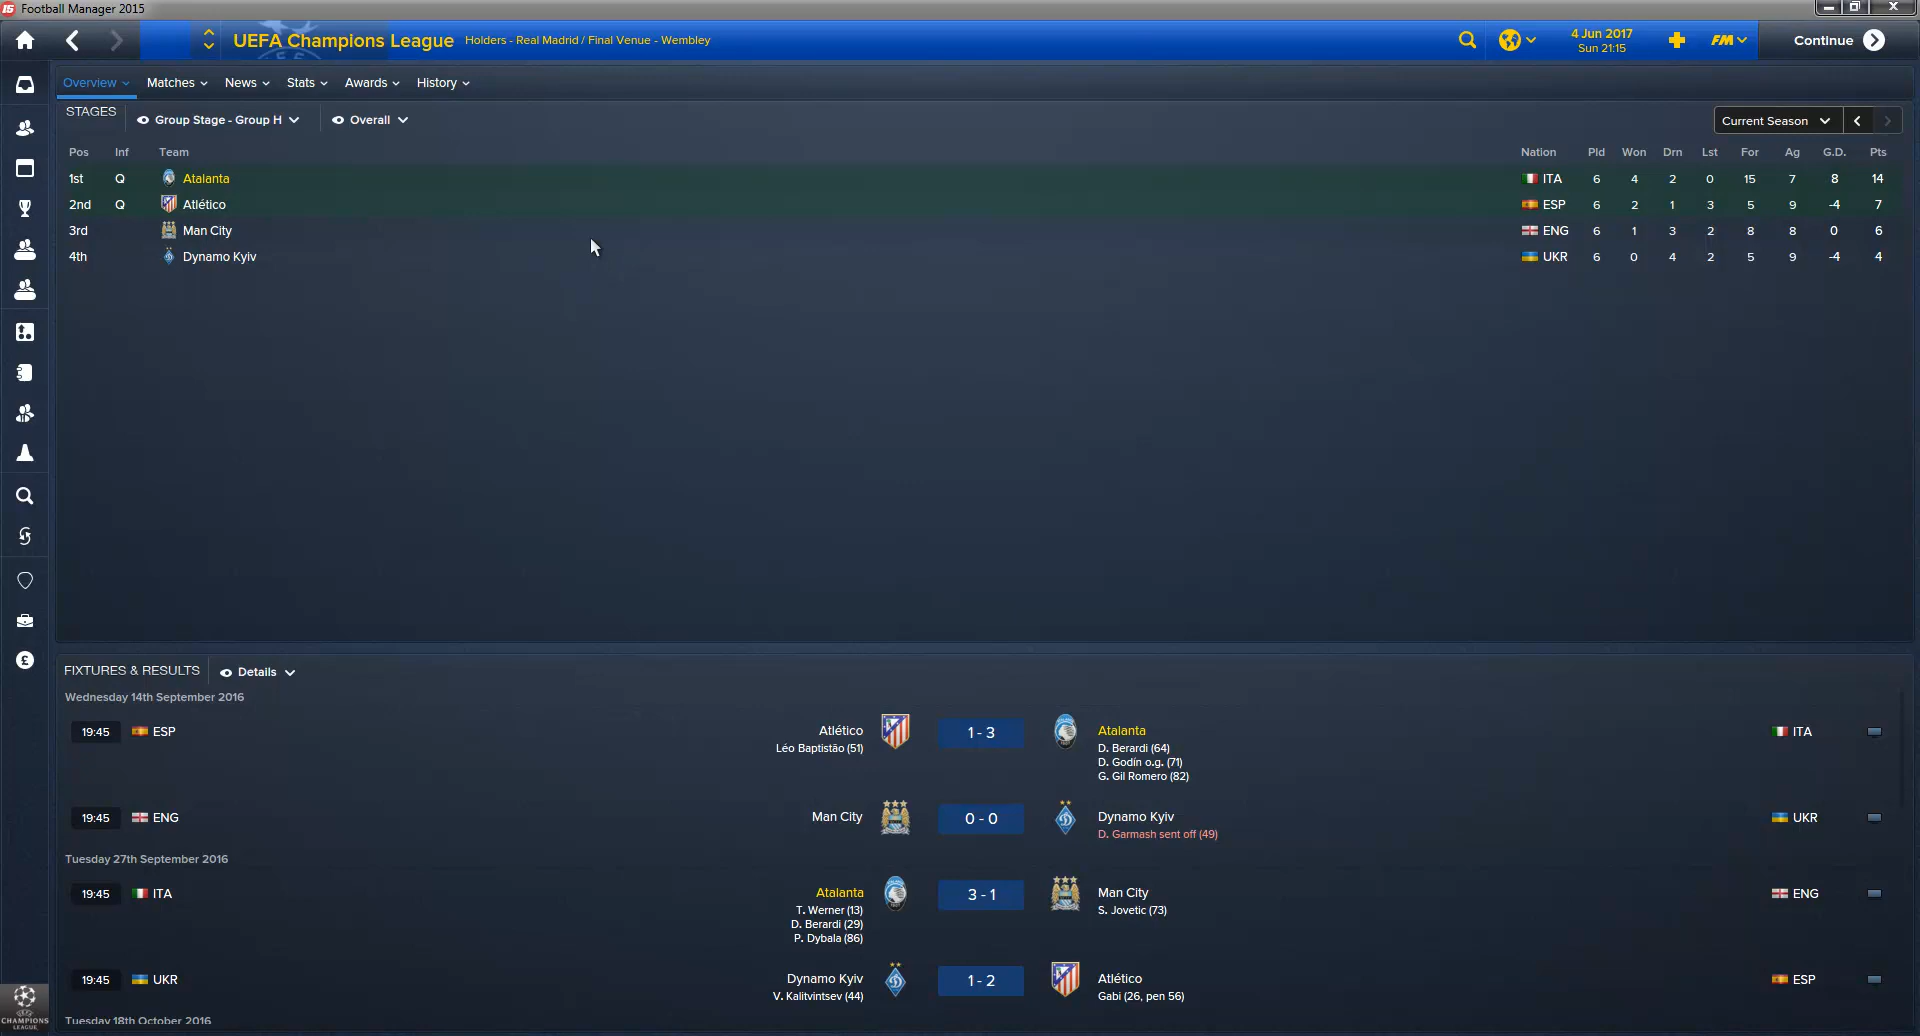 15 Football Manager 2015
UEFA Champions League Holders - Real Madrid / Final Venue - Wembley 4 Jun 2017 FM Continue
Sun 21:15
Overview Matches News Stats Awards History
STAGES Group Stage - Group H Overall Current Season
Pos Inf Team Nation Pld Won Drn Lst For Ag G.D. Pts
1st Q Atalanta ITA 6 4 2 0 15 7 8 14
2nd Q Atlético ESP 6 2 1 3 5 9 -4 7
3rd Man City ENG 6 1 3 2 8 8 0 6
4th Dynamo Kyiv UKR 6 0 4 2 5 9 -4 4
FIXTURES & RESULTS Details
Wednesday 14th September 2016
19:45 ESP Atlético 1 - 3 Atalanta ITA
Léo Baptistão (51) D. Berardi (64)
D. Godín o.g. (71)
G. Gil Romero (82)
19:45 ENG Man City 0 - 0 Dynamo Kyiv UKR
D. Garmash sent off (49)
Tuesday 27th September 2016
19:45 ITA Atalanta 3 - 1 Man City ENG
T. Werner (13) S. Jovetic (73)
D. Berardi (29)
P. Dybala (86)
19:45 UKR Dynamo Kyiv 1 - 2 Atlético ESP
V. Kalitvintsev (44) Gabi (26, pen 56)
Tuesday 18th October 2016
CHAMPIONS
LEAGUE